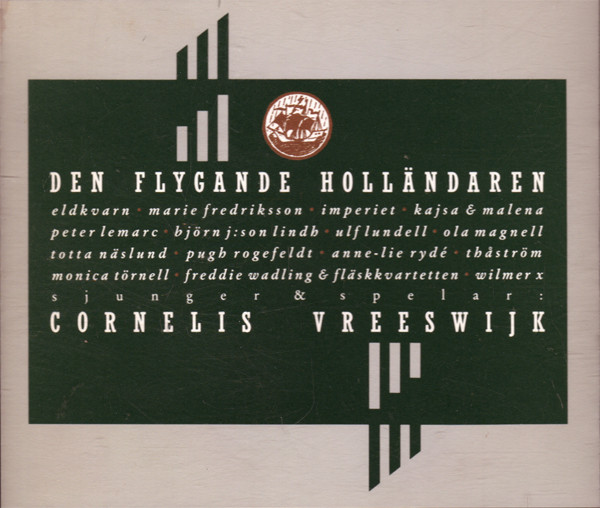 DEN FLYGANDE HOLLÄNDAREN
eldkvarn • marie fredriksson • imperiet • kajsa & malena
peter lemarc • björn j:son lindh • ulf lundell • ola magnell
totta näslund • pugh rogefeldt • anne-lie rydé • thåström
monica törnell • freddie wadling & fläskkvartetten • wilmer x
sjunger & spelar:
CORNELIS VREESWIJK